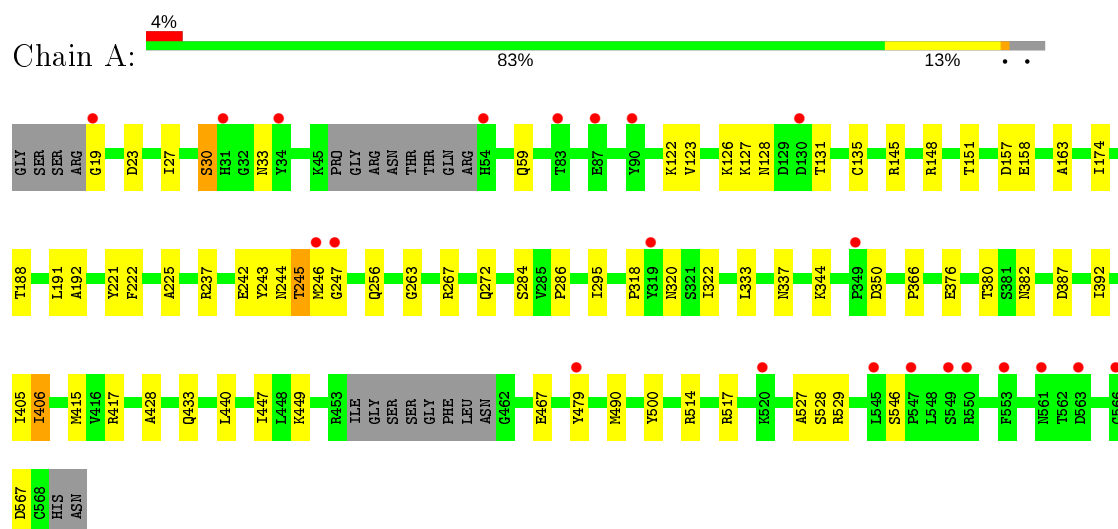 4%
Chain A:
83% 13% • •
GLY SER SER ARG G19 D23 I27 S30 H31 G32 N33 Y34 K45 PRO GLY ARG ASN THR THR GLN ARG H54 Q59 T83 E87 Y90 K122 V123 K126 K127 N128 D129 D130 T131 C135 R145 R148 T151 D157 E158 A163 I174
T188 L191 A192 Y221 F222 A225 R237 E242 Y243 N244 T245 M246 G247 Q256 G263 R267 Q272 S284 V285 P286 I295 P318 Y319 N320 S321 I322 L333 N337 K344 P349 D350 P366 E376 T380 S381 N382 D387 I392
I405 I406 M415 V416 R417 A428 Q433 L440 I447 L448 K449 R453 ILE GLY SER SER GLY PHE LEU ASN G462 E467 Y479 M490 Y500 R514 R517 K520 A527 S528 R529 L545 S546 P547 L548 S549 R550 F553 N561 T562 D563 G566
D567 C568 HIS ASN